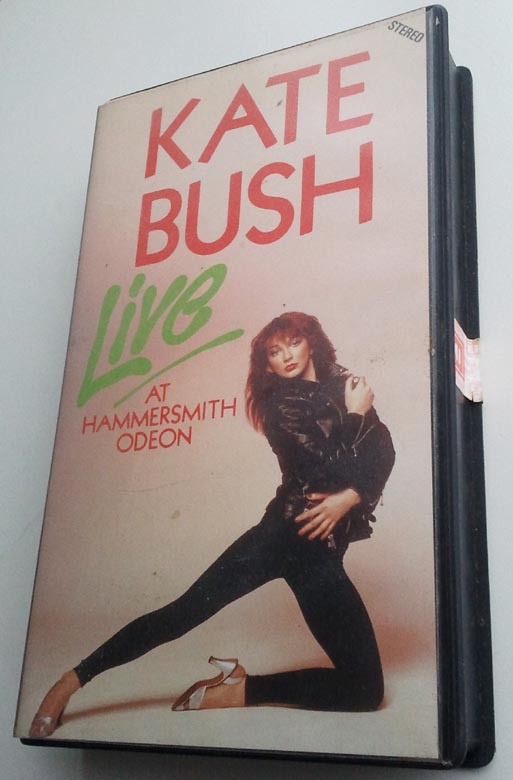 STEREO
KATE
BUSH
Live
AT
HAMMERSMITH
ODEON